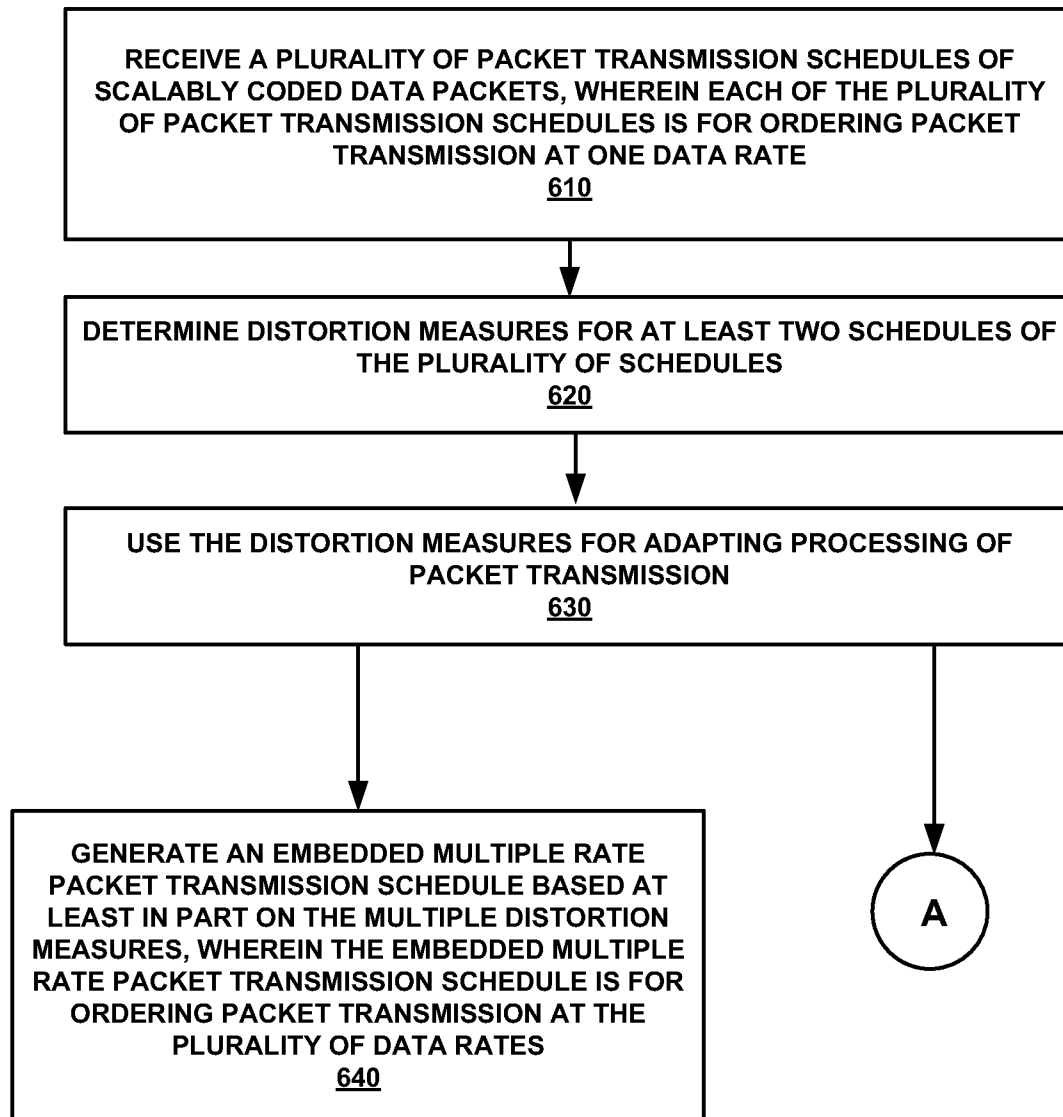 RECEIVE A PLURALITY OF PACKET TRANSMISSION SCHEDULES OF
SCALABLY CODED DATA PACKETS, WHEREIN EACH OF THE PLURALITY
OF PACKET TRANSMISSION SCHEDULES IS FOR ORDERING PACKET
TRANSMISSION AT ONE DATA RATE
610
DETERMINE DISTORTION MEASURES FOR AT LEAST TWO SCHEDULES OF
THE PLURALITY OF SCHEDULES
620
USE THE DISTORTION MEASURES FOR ADAPTING PROCESSING OF
PACKET TRANSMISSION
630
GENERATE AN EMBEDDED MULTIPLE RATE
PACKET TRANSMISSION SCHEDULE BASED AT
LEAST IN PART ON THE MULTIPLE DISTORTION
MEASURES, WHEREIN THE EMBEDDED MULTIPLE
RATE PACKET TRANSMISSION SCHEDULE IS FOR
ORDERING PACKET TRANSMISSION AT THE
PLURALITY OF DATA RATES
640
A